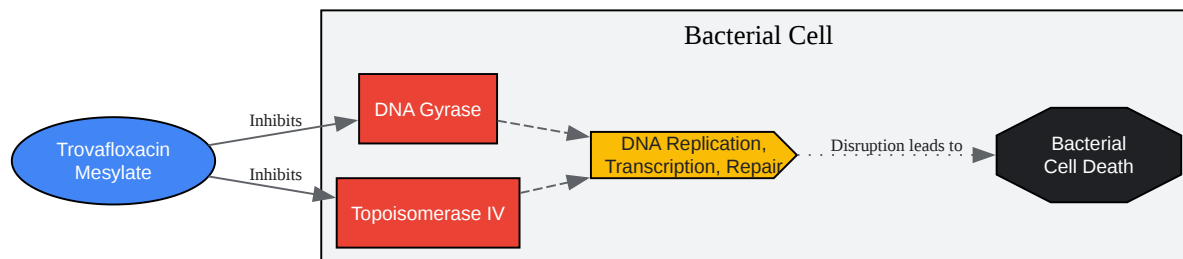 Bacterial Cell
Trovafloxacin
Mesylate
Inhibits
Inhibits
DNA Gyrase
Topoisomerase IV
DNA Replication,
Transcription, Repair
Disruption leads to
Bacterial
Cell Death